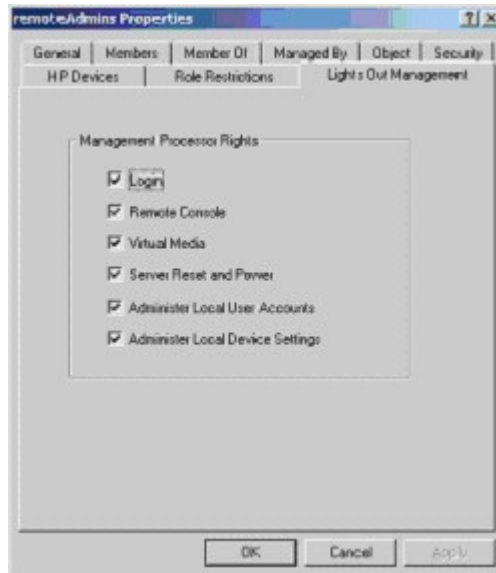 remoteAdmins Properties
General Members Member Of Managed By Object Security
HP Devices Role Restrictions Lights Out Management
Management Processor Rights
Login
Remote Console
Virtual Media
Server Reset and Power
Administer Local User Accounts
Administer Local Device Settings
OK Cancel Apply